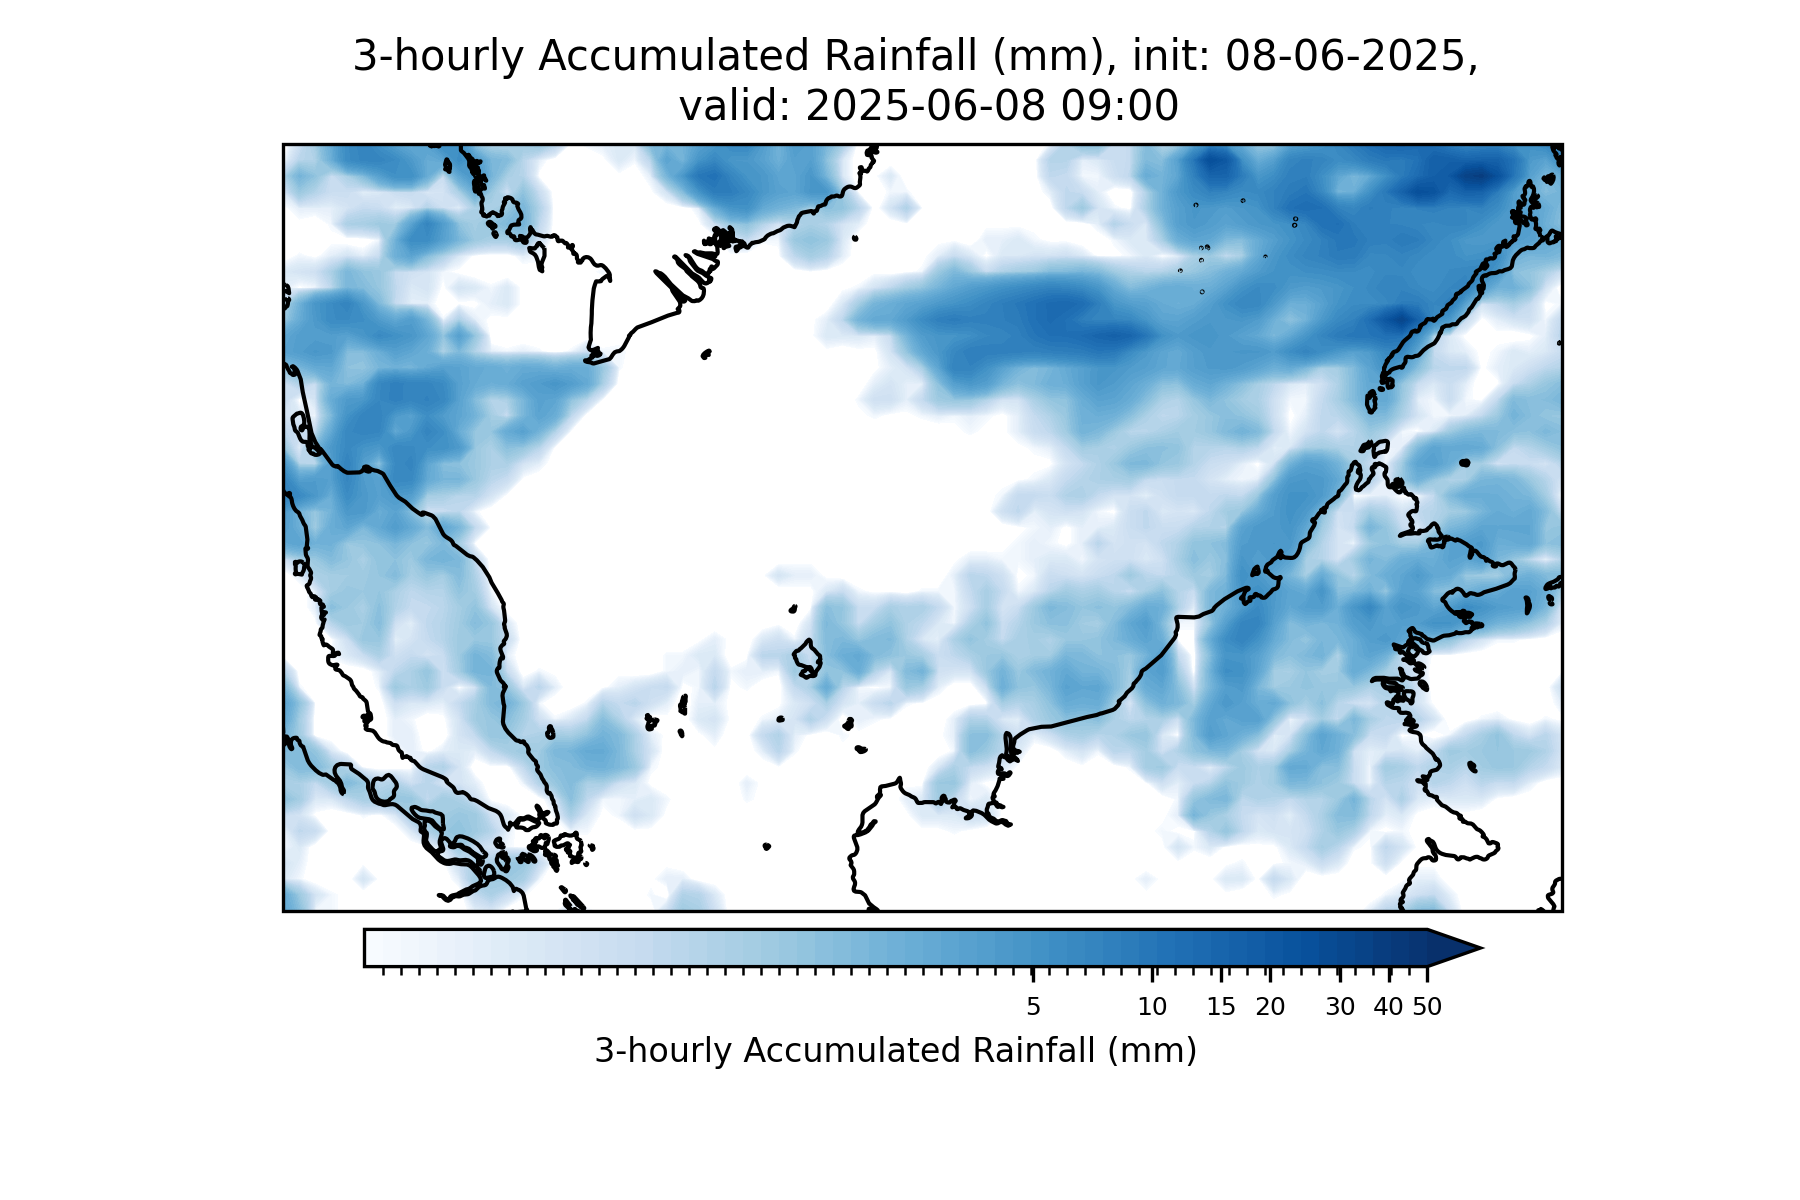 3-hourly Accumulated Rainfall (mm), init: 08-06-2025,
valid: 2025-06-08 09:00
5 10 15 20 30 40 50
3-hourly Accumulated Rainfall (mm)